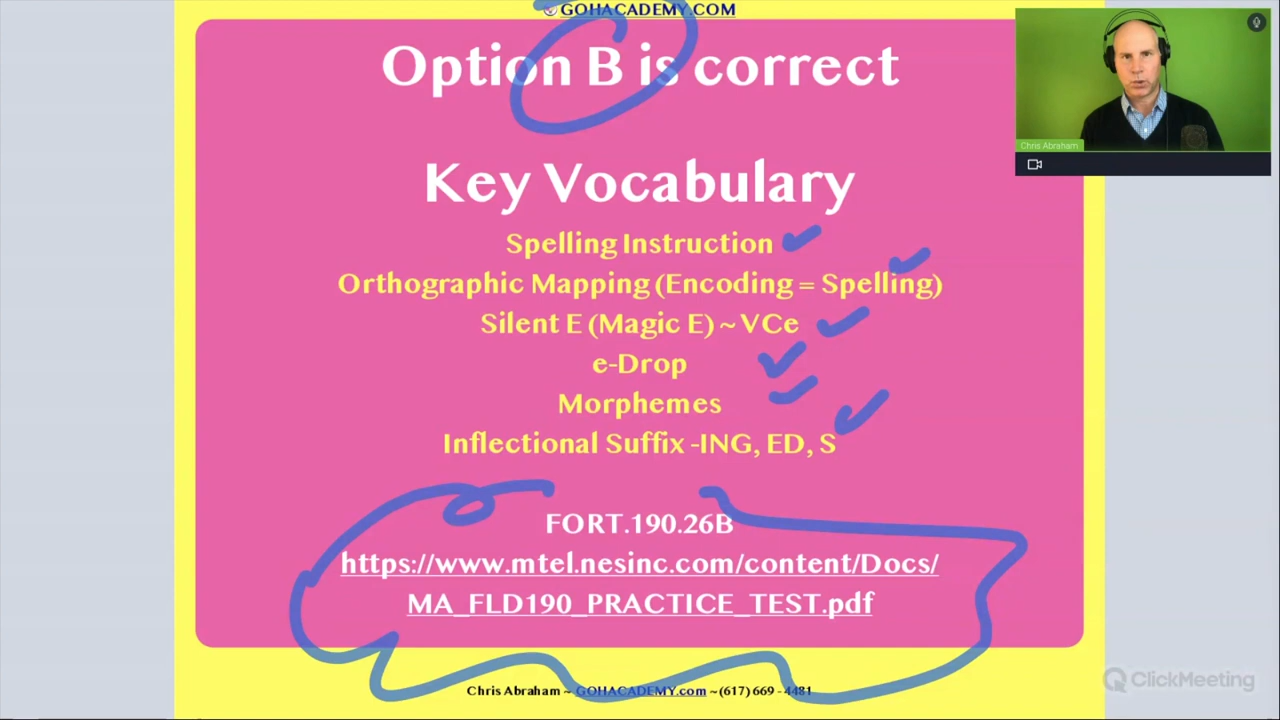 GOHACADEMY.COM
Option B is correct
Chris Abraham
Key Vocabulary
Spelling Instruction
Orthographic Mapping (Encoding = Spelling)
Silent E (Magic E) ~ VCe
e-Drop
Morphemes
Inflectional Suffix -ING, ED, S
FORT.190.26B
https://www.mtel.nesinc.com/content/Docs/
MA_FLD190_PRACTICE_TEST.pdf
Chris Abraham ~ GOHACADEMY.com ~(617) 669 - 4481
ClickMeeting